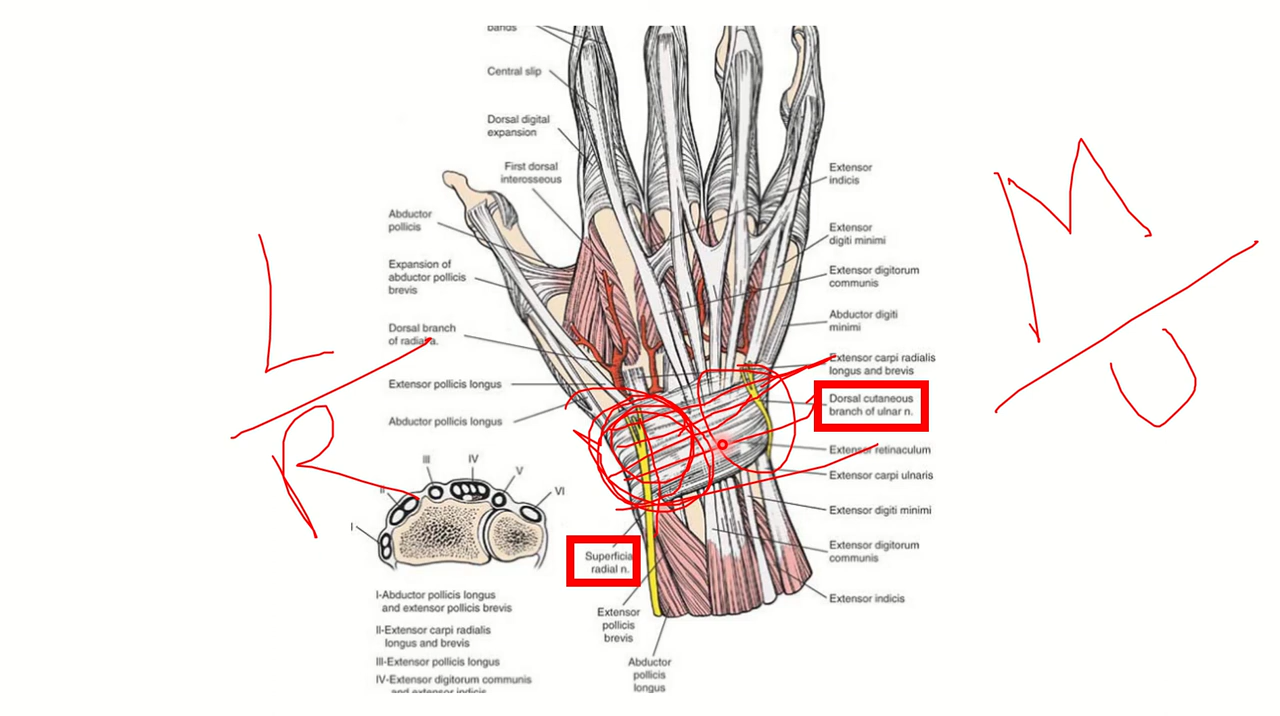 bands
Central slip
Dorsal digital
expansion
First dorsal
interosseous
Abductor
pollicis
Expansion of
abductor pollicis
brevis
Dorsal branch
of radial a.
Extensor pollicis longus
Abductor pollicis longus
Extensor
indicis
Extensor
digiti minimi
Extensor digitorum
communis
Abductor digiti
minimi
Extensor carpi radialis
longus and brevis
Dorsal cutaneous
branch of ulnar n.
Extensor retinaculum
Extensor carpi ulnaris
Extensor digiti minimi
Extensor digitorum
communis
Extensor indicis
L
R
M
U
I
II
III
IV
V
VI
Superficia
radial n.
Extensor
pollicis
brevis
Abductor
pollicis
longus
I-Abductor pollicis longus
and extensor pollicis brevis
II-Extensor carpi radialis
longus and brevis
III-Extensor pollicis longus
IV-Extensor digitorum communis
and extensor indicis